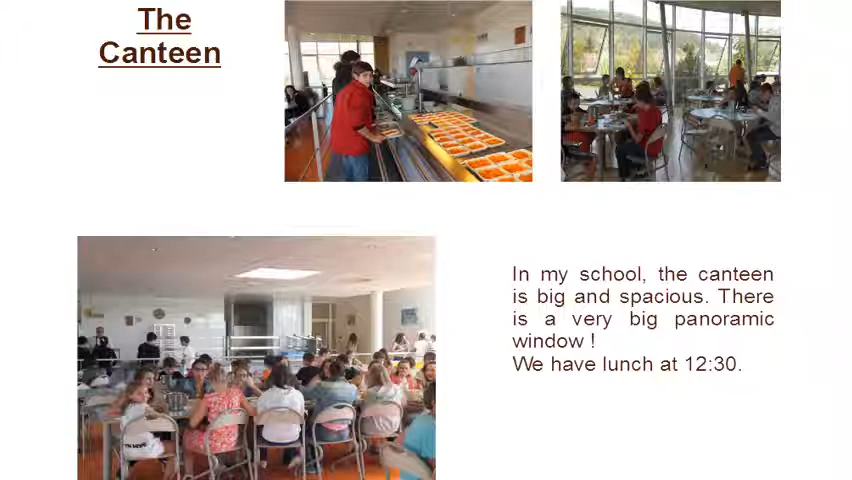 The
Canteen
In my school, the canteen
is big and spacious. There
is a very big panoramic
window !
We have lunch at 12:30.